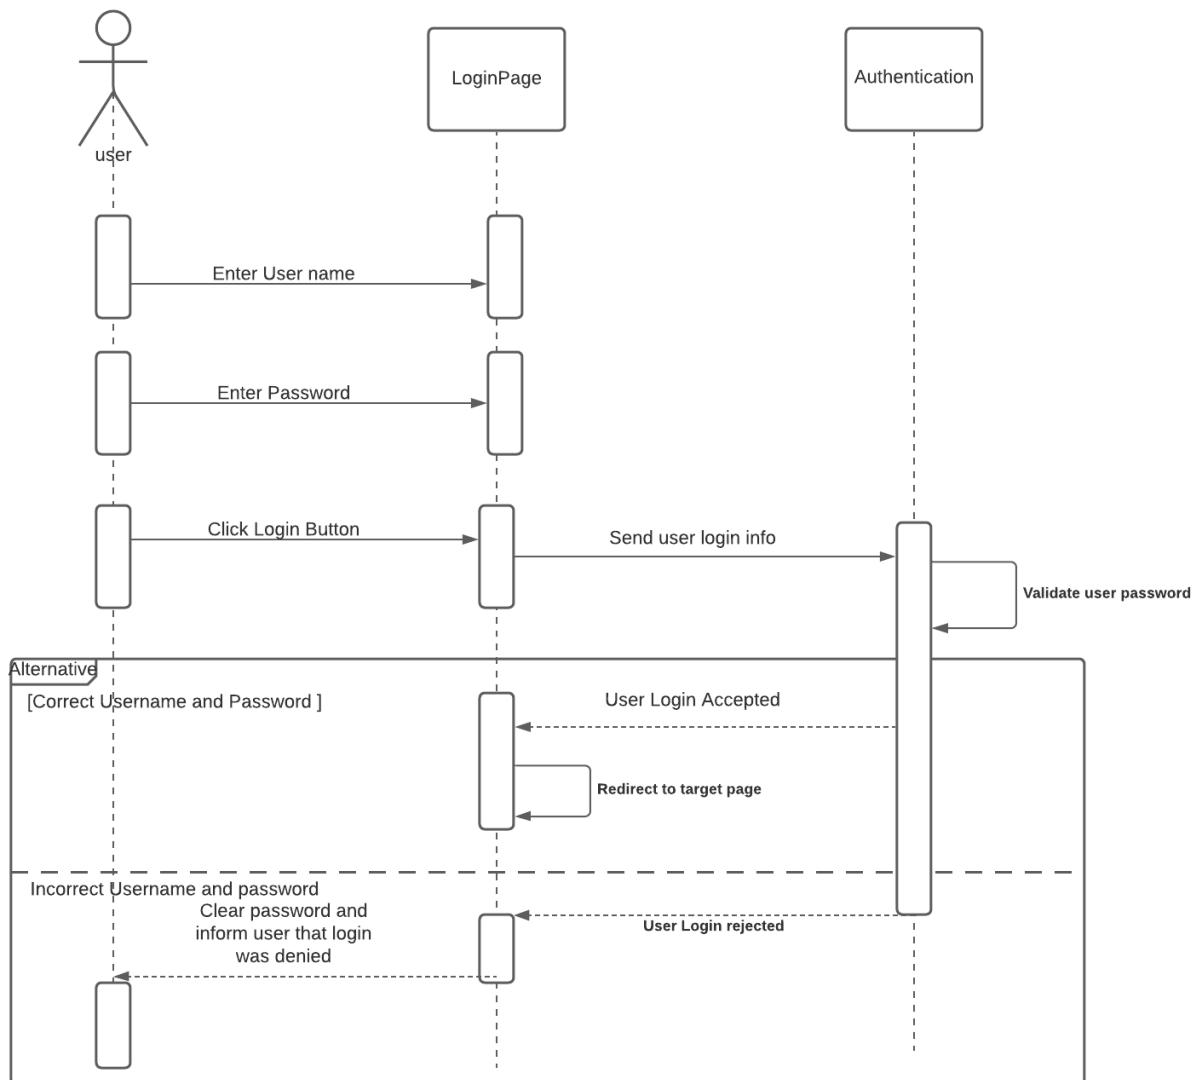 LoginPage
Authentication
user
Enter User name
Enter Password
Click Login Button
Send user login info
Validate user password
Alternative
[Correct Username and Password ]
User Login Accepted
Redirect to target page
Incorrect Username and password
Clear password and
inform user that login
was denied
User Login rejected